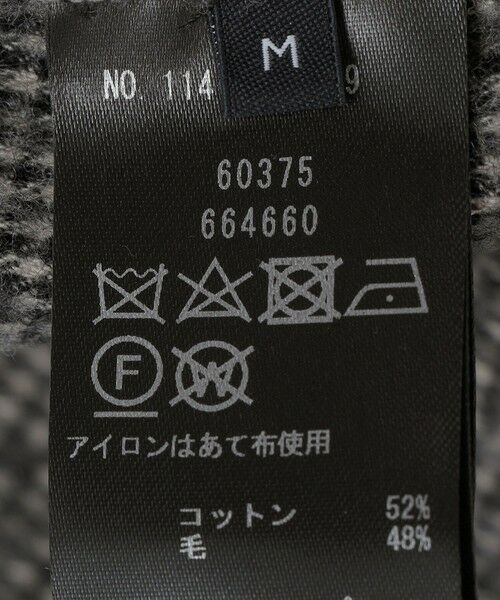 M
NO. 114 9
60375
664660
F W
アイロンはあて布使用
コットン 52%
毛 48%